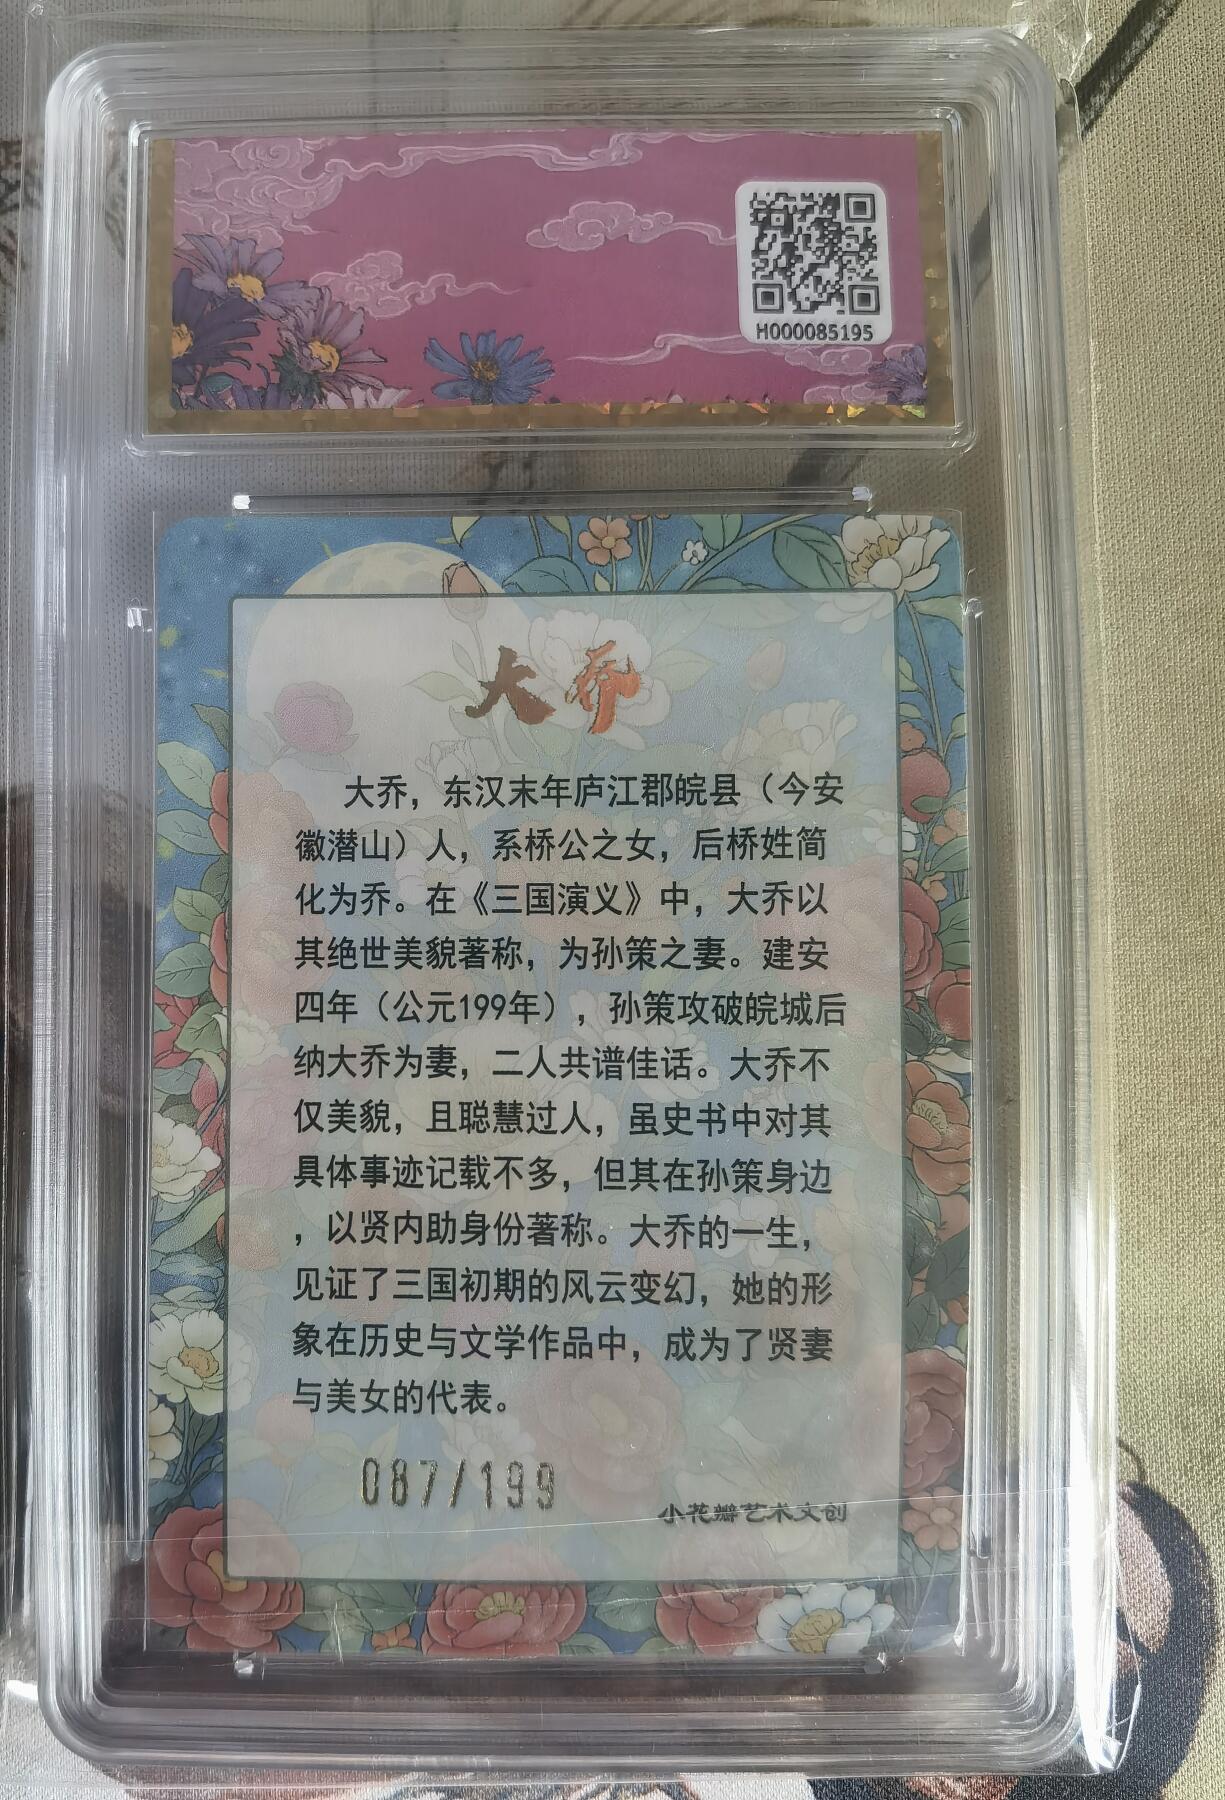 H000085195
大乔
大乔，东汉末年庐江郡皖县（今安
徽潜山）人，系桥公之女，后桥姓简
化为乔。在《三国演义》中，大乔以
其绝世美貌著称，为孙策之妻。建安
四年（公元199年），孙策攻破皖城后
纳大乔为妻，二人共谱佳话。大乔不
仅美貌，且聪慧过人，虽史书中对其
具体事迹记载不多，但其在孙策身边
，以贤内助身份著称。大乔的一生，
见证了三国初期的风云变幻，她的形
象在历史与文学作品中，成为了贤妻
与美女的代表。
087/199
小花瓣艺术文创